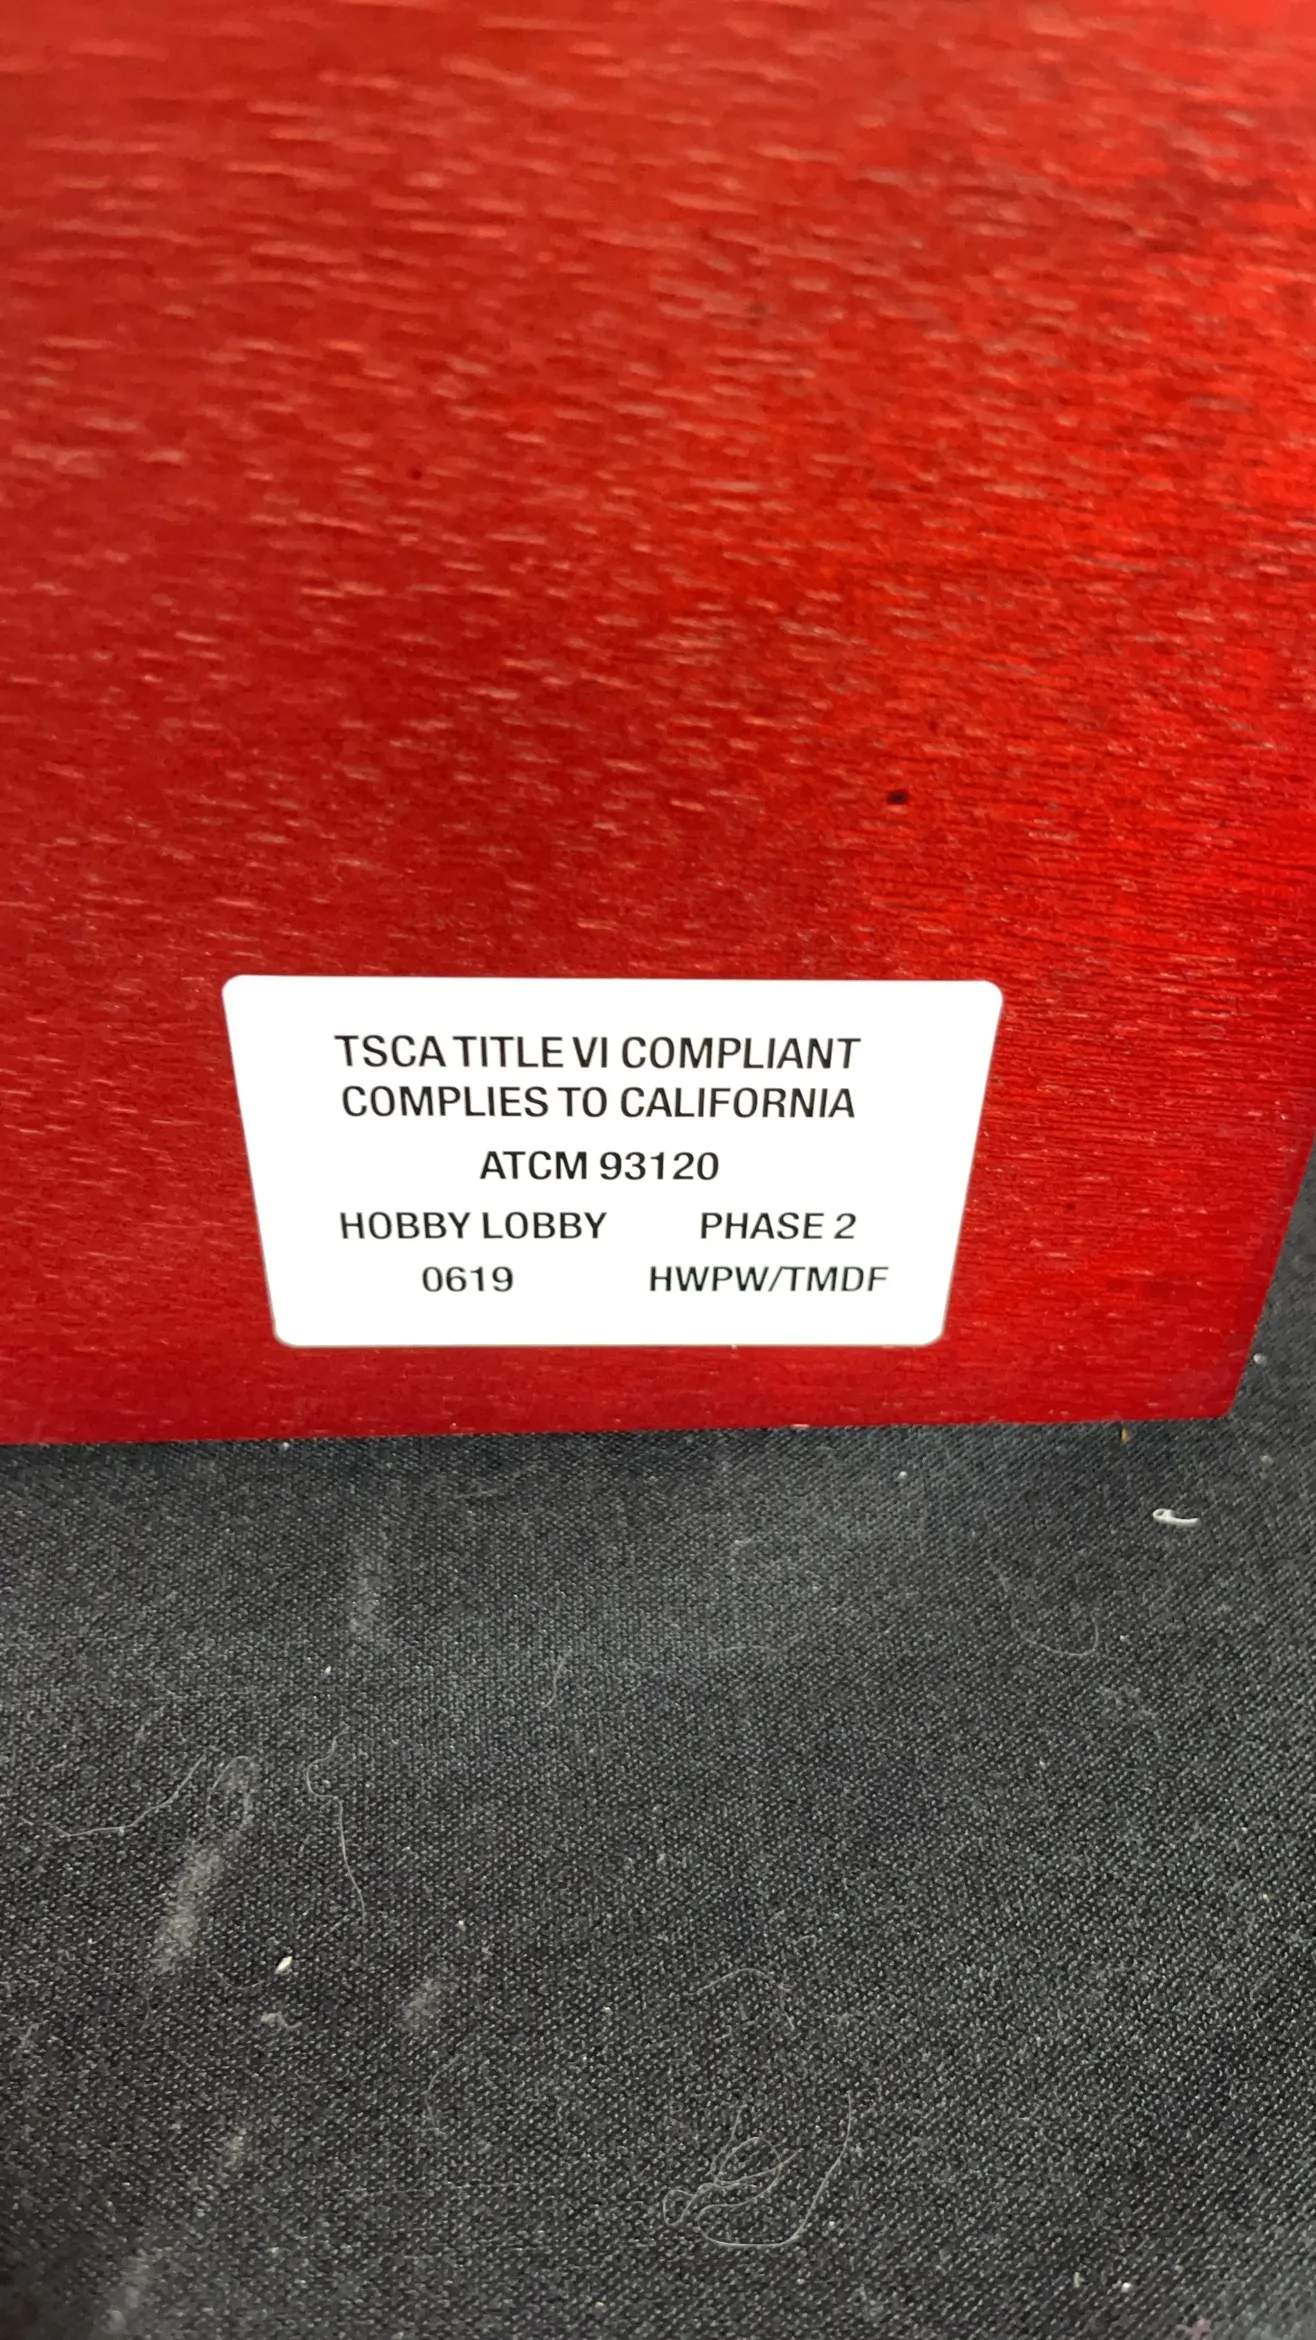 TSCA TITLE VI COMPLIANT
COMPLIES TO CALIFORNIA
ATCM 93120
HOBBY LOBBY PHASE 2
0619 HWPW/TMDF